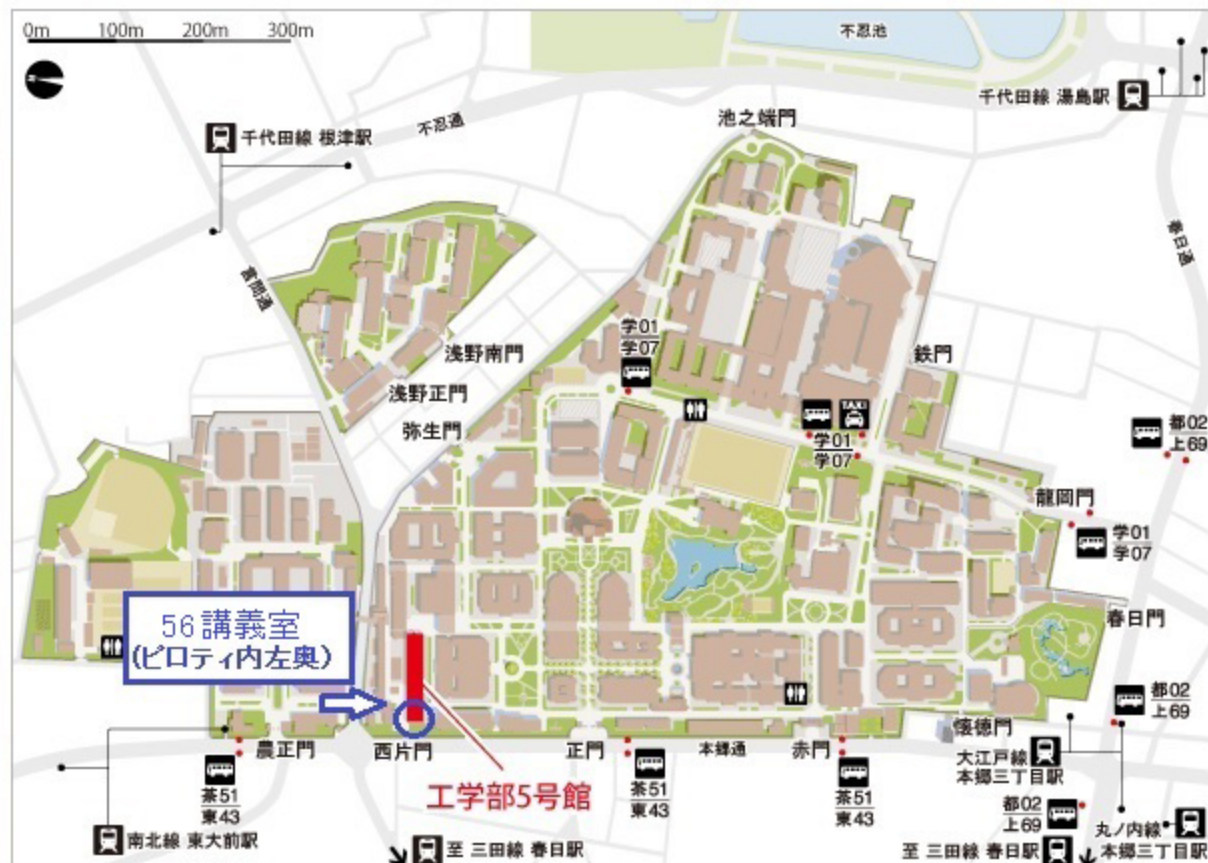 0m 100m 200m 300m
不忍池
千代田線 湯島駅
池之端門
不忍通
千代田線 根津駅
春日通
言問通
学01
学07
浅野南門
鉄門
浅野正門
TAXI
弥生門
学01
学07
都02
上69
龍岡門
学01
学07
56講義室
(ピロティ内左奥)
春日門
都02
上69
懐徳門
農正門
西片門
正門
本郷通
赤門
大江戸線
本郷三丁目駅
工学部5号館
茶51
東43
茶51
東43
茶51
東43
都02
上69
丸ノ内線
本郷三丁目駅
南北線 東大前駅
至 三田線 春日駅
至 三田線 春日駅